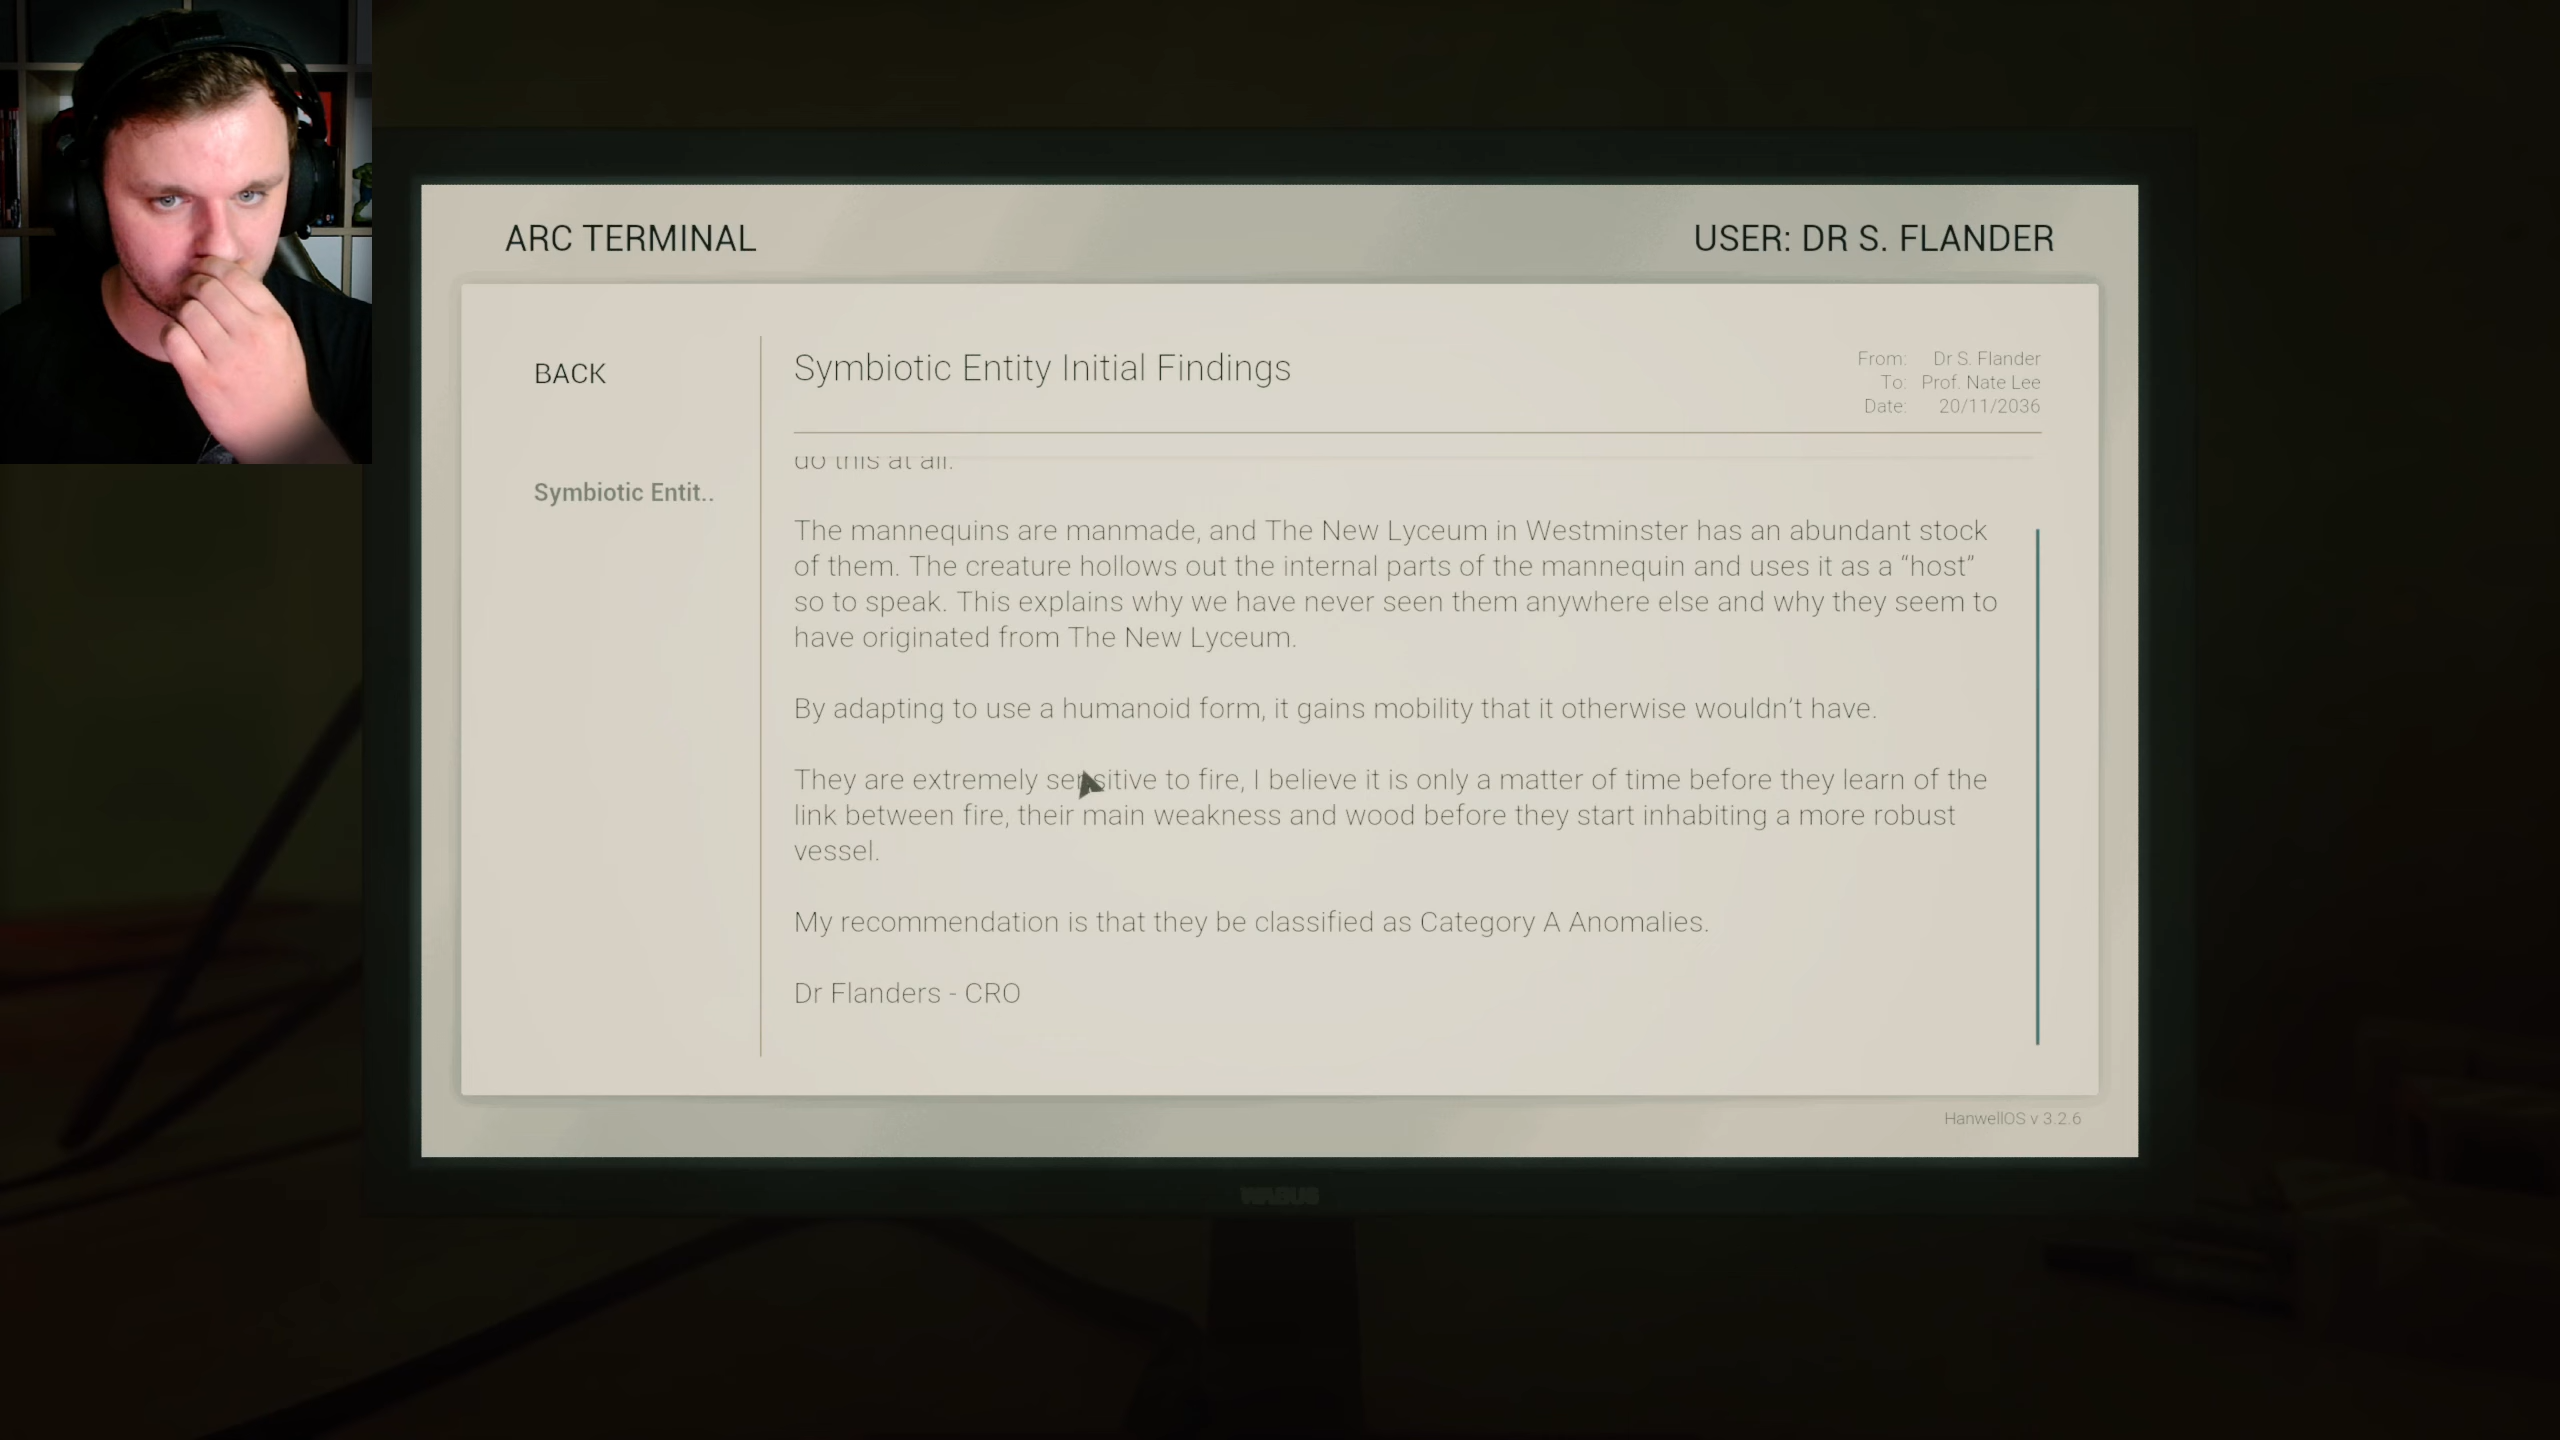 ARC TERMINAL
USER: DR S. FLANDER
BACK
Symbiotic Entit..
Symbiotic Entity Initial Findings
From: Dr S. Flander
To: Prof. Nate Lee
Date: 20/11/2036
do this at all.
The mannequins are manmade, and The New Lyceum in Westminster has an abundant stock
of them. The creature hollows out the internal parts of the mannequin and uses it as a “host”
so to speak. This explains why we have never seen them anywhere else and why they seem to
have originated from The New Lyceum.
By adapting to use a humanoid form, it gains mobility that it otherwise wouldn’t have.
They are extremely sensitive to fire, I believe it is only a matter of time before they learn of the
link between fire, their main weakness and wood before they start inhabiting a more robust
vessel.
My recommendation is that they be classified as Category A Anomalies.
Dr Flanders - CRO
HanwellOS v 3.2.6